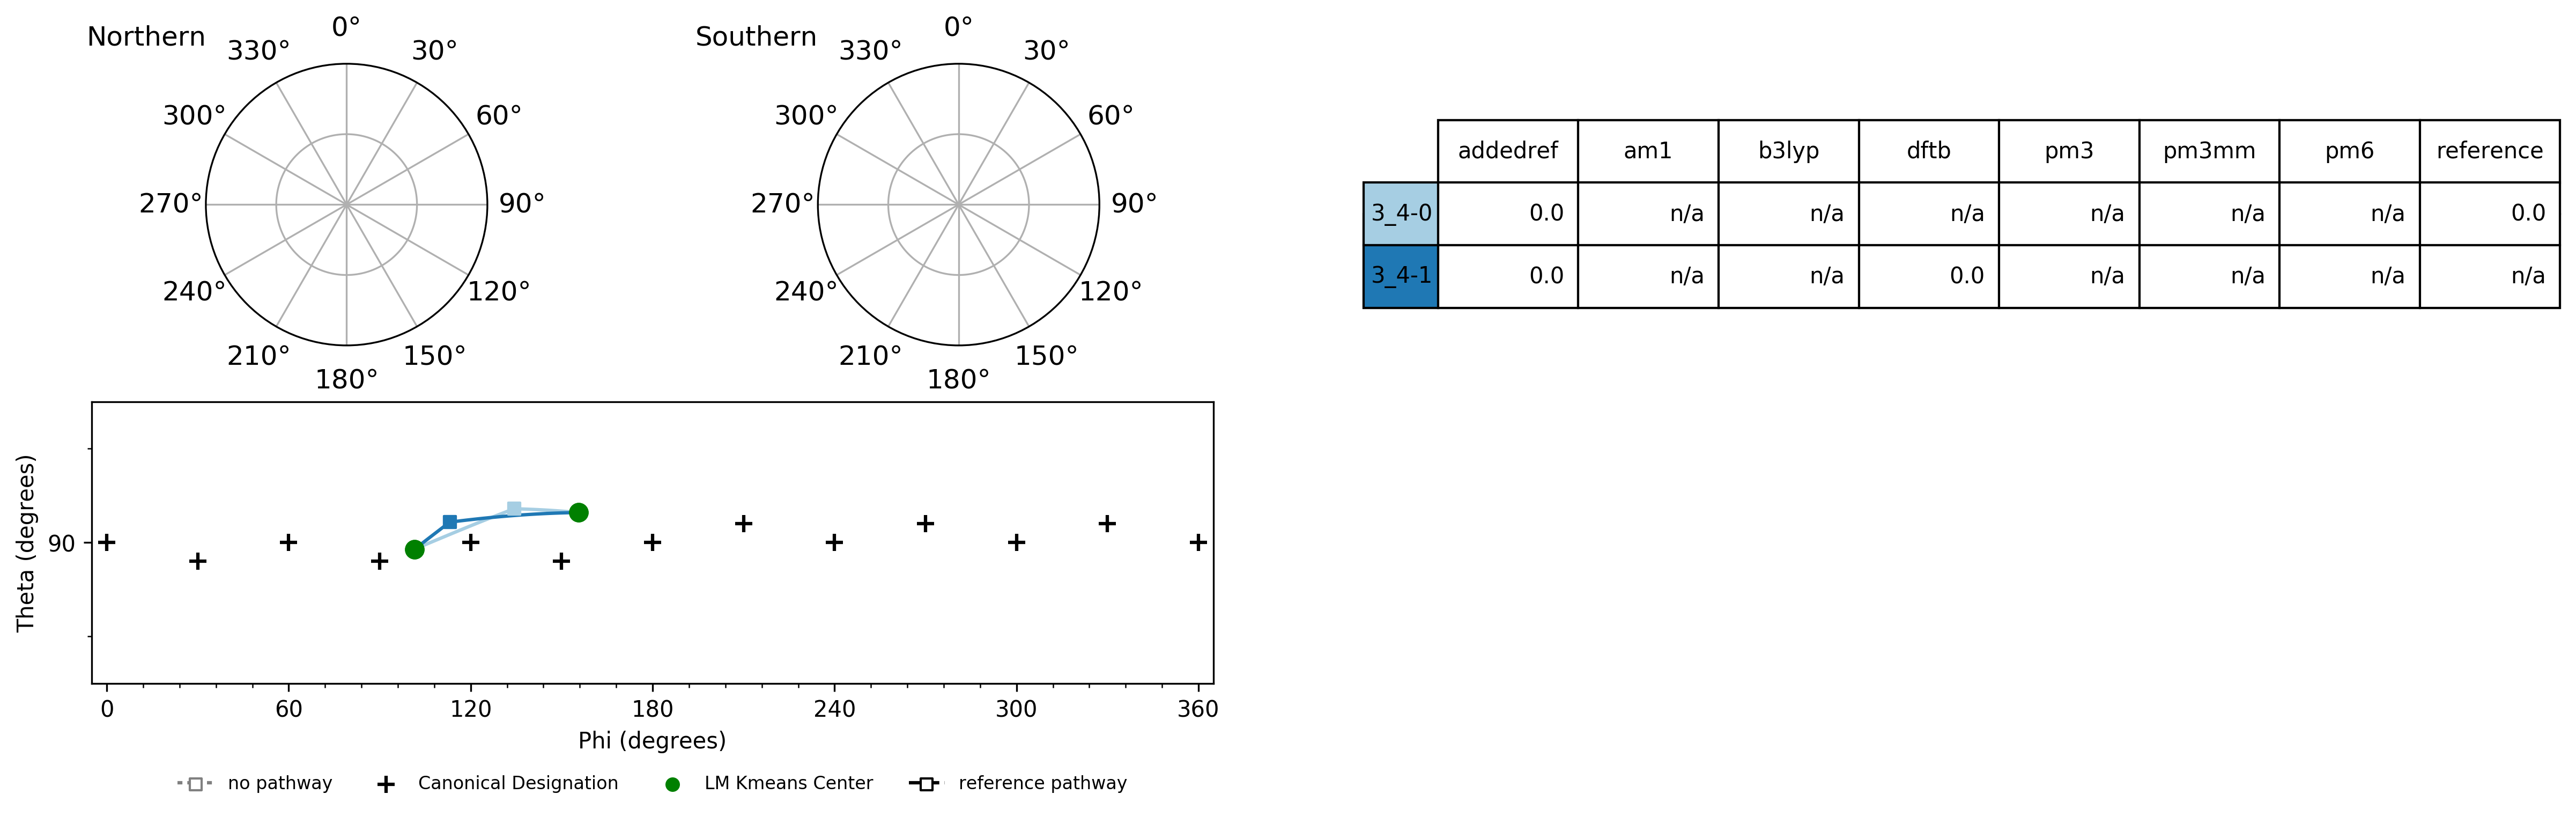 Northern
0°
30°
60°
90°
120°
150°
180°
210°
240°
270°
300°
330°
Southern
0°
30°
60°
90°
120°
150°
180°
210°
240°
270°
300°
330°
addedref am1 b3lyp dftb pm3 pm3mm pm6 reference
3_4-0 0.0 n/a n/a n/a n/a n/a n/a 0.0
3_4-1 0.0 n/a n/a 0.0 n/a n/a n/a n/a
Theta (degrees)
90
0 60 120 180 240 300 360
Phi (degrees)
no pathway Canonical Designation LM Kmeans Center reference pathway